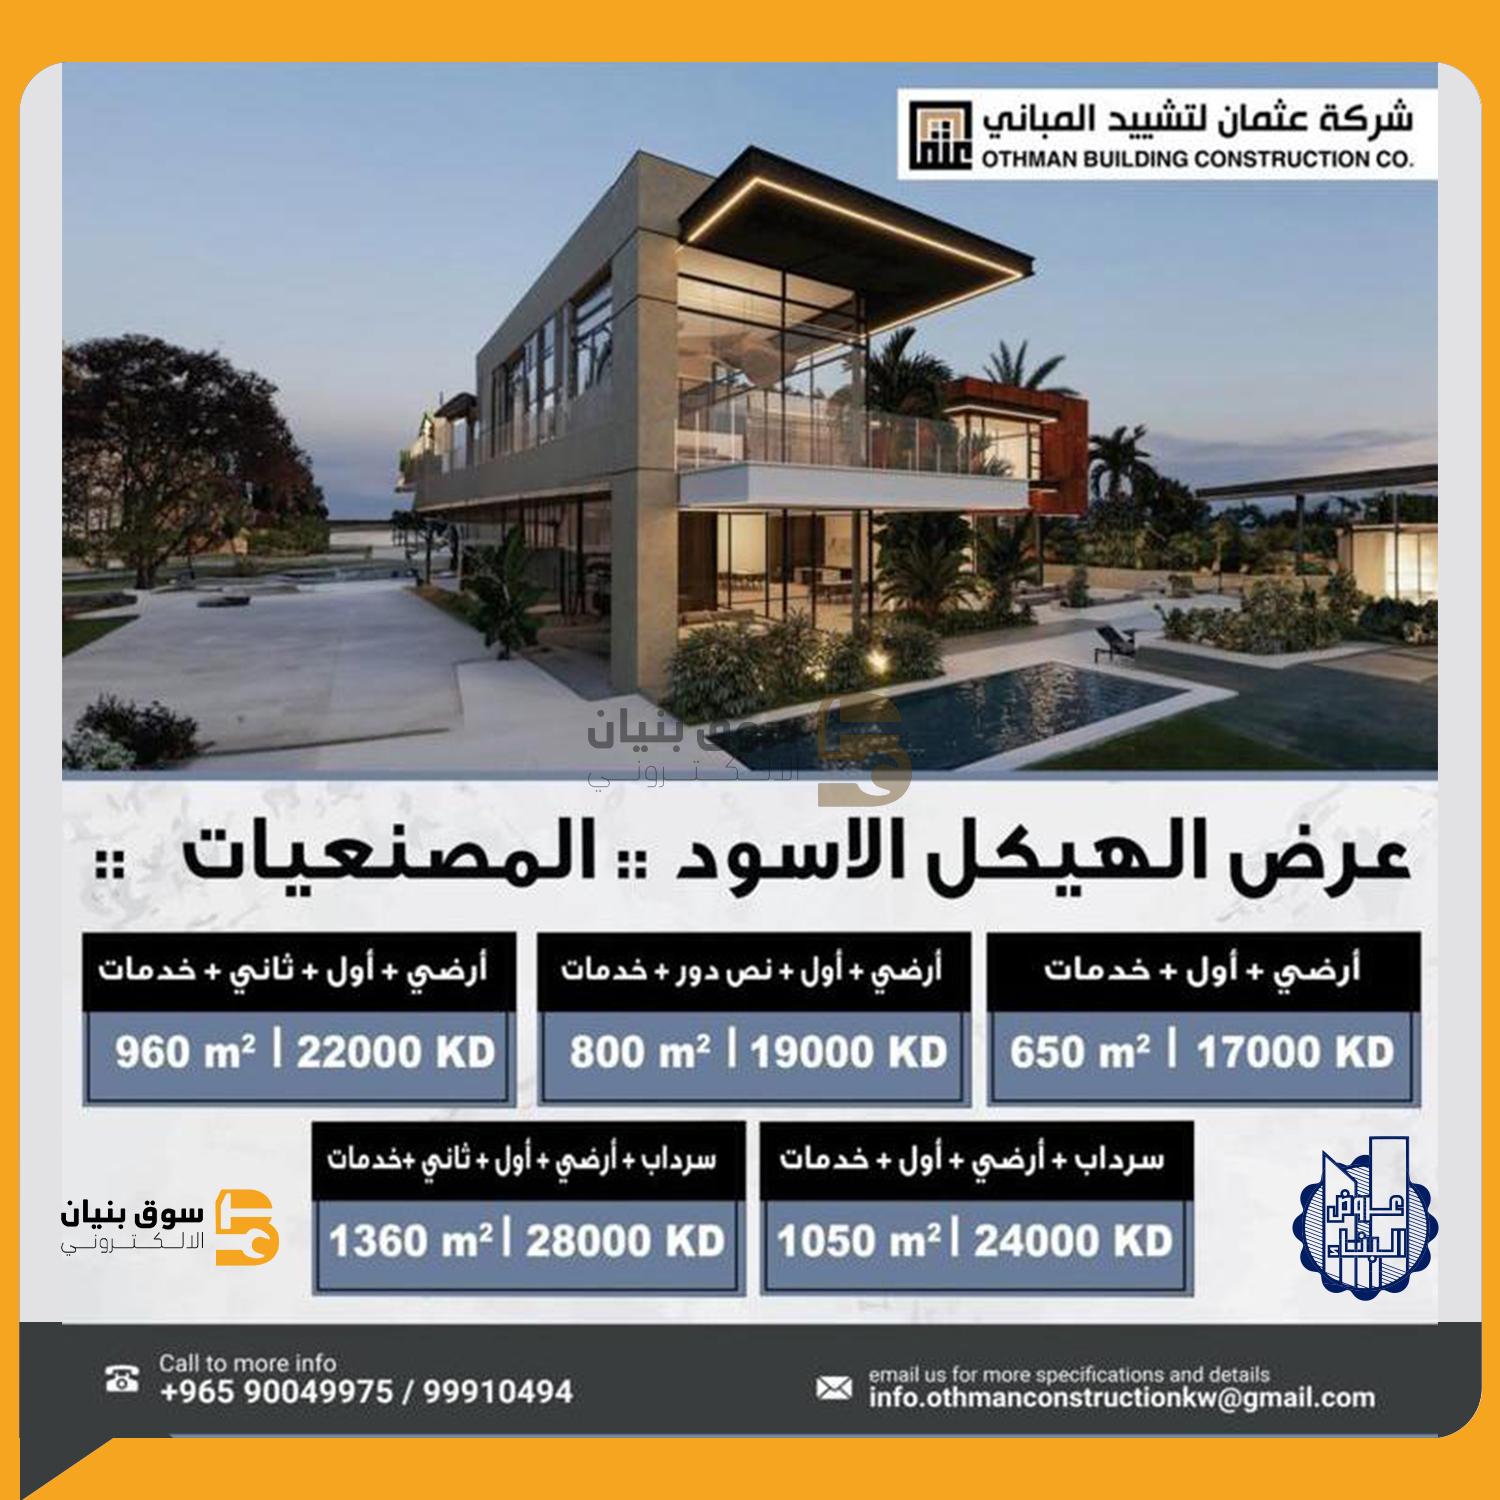 شركة عثمان لتشييد المباني
OTHMAN BUILDING CONSTRUCTION CO.
سوق بنيان
الالكتروني
عرض الهيكل الاسود :: المصنعيات ::
أرضي + أول + خدمات
650 m² | 17000 KD
أرضي + أول + نص دور + خدمات
800 m² | 19000 KD
أرضي + أول + ثاني + خدمات
960 m² | 22000 KD
سرداب + أرضي + أول + خدمات
1050 m² | 24000 KD
سرداب + أرضي + أول + ثاني +خدمات
1360 m² | 28000 KD
عروض
البناء
سوق بنيان
الالكتروني
Call to more info
+965 90049975 / 99910494
email us for more specifications and details
info.othmanconstructionkw@gmail.com